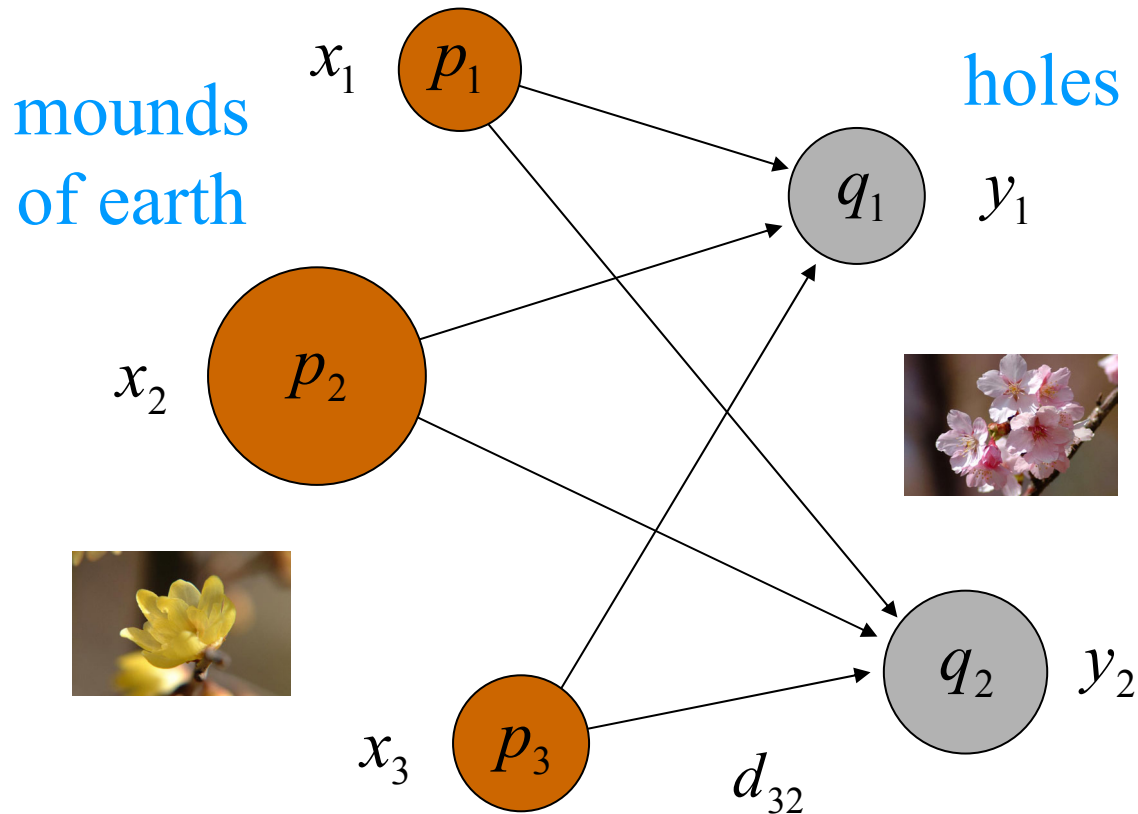 mounds
of earth
holes
x₁
p₁
q₁
y₁
x₂
p₂
x₃
p₃
q₂
y₂
d₃₂